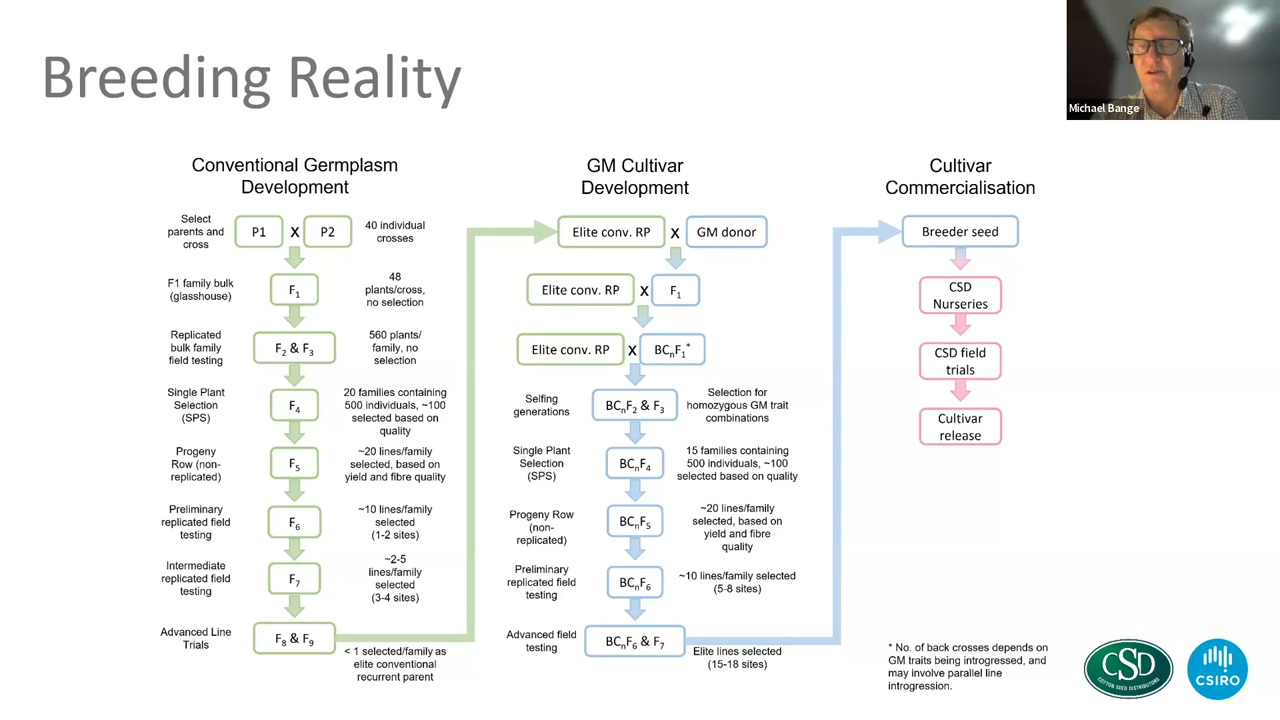 Breeding Reality
Michael Bange
Conventional Germplasm
Development
Select
parents and
cross
P1
X
P2
40 individual
crosses
F1 family bulk
(glasshouse)
F₁
48
plants/cross,
no selection
Replicated
bulk family
field testing
F₂ & F₃
560 plants/
family, no
selection
Single Plant
Selection
(SPS)
F₄
20 families containing
500 individuals, ~100
selected based on
quality
Progeny
Row (non-
replicated)
F₅
~20 lines/family
selected, based on
yield and fibre quality
Preliminary
replicated field
testing
F₆
~10 lines/family
selected
(1-2 sites)
Intermediate
replicated field
testing
F₇
~2-5
lines/family
selected
(3-4 sites)
Advanced Line
Trials
F₈ & F₉
< 1 selected/family as
elite conventional
recurrent parent
GM Cultivar
Development
Elite conv. RP
X
GM donor
Elite conv. RP
X
F₁
Elite conv. RP
X
BCₙF₁*
Selfing
generations
BCₙF₂ & F₃
Selection for
homozygous GM trait
combinations
Single Plant
Selection
(SPS)
BCₙF₄
15 families containing
500 individuals, ~100
selected based on quality
Progeny Row
(non-
replicated)
BCₙF₅
~20 lines/family
selected, based on
yield and fibre
quality
Preliminary
replicated field
testing
BCₙF₆
~10 lines/family selected
(5-8 sites)
Advanced field
testing
BCₙF₆ & F₇
Elite lines selected
(15-18 sites)
Cultivar
Commercialisation
Breeder seed
CSD
Nurseries
CSD field
trials
Cultivar
release
* No. of back crosses depends on
GM traits being introgressed, and
may involve parallel line
introgression.
CSD
COTTON SEED DISTRIBUTORS
CSIRO